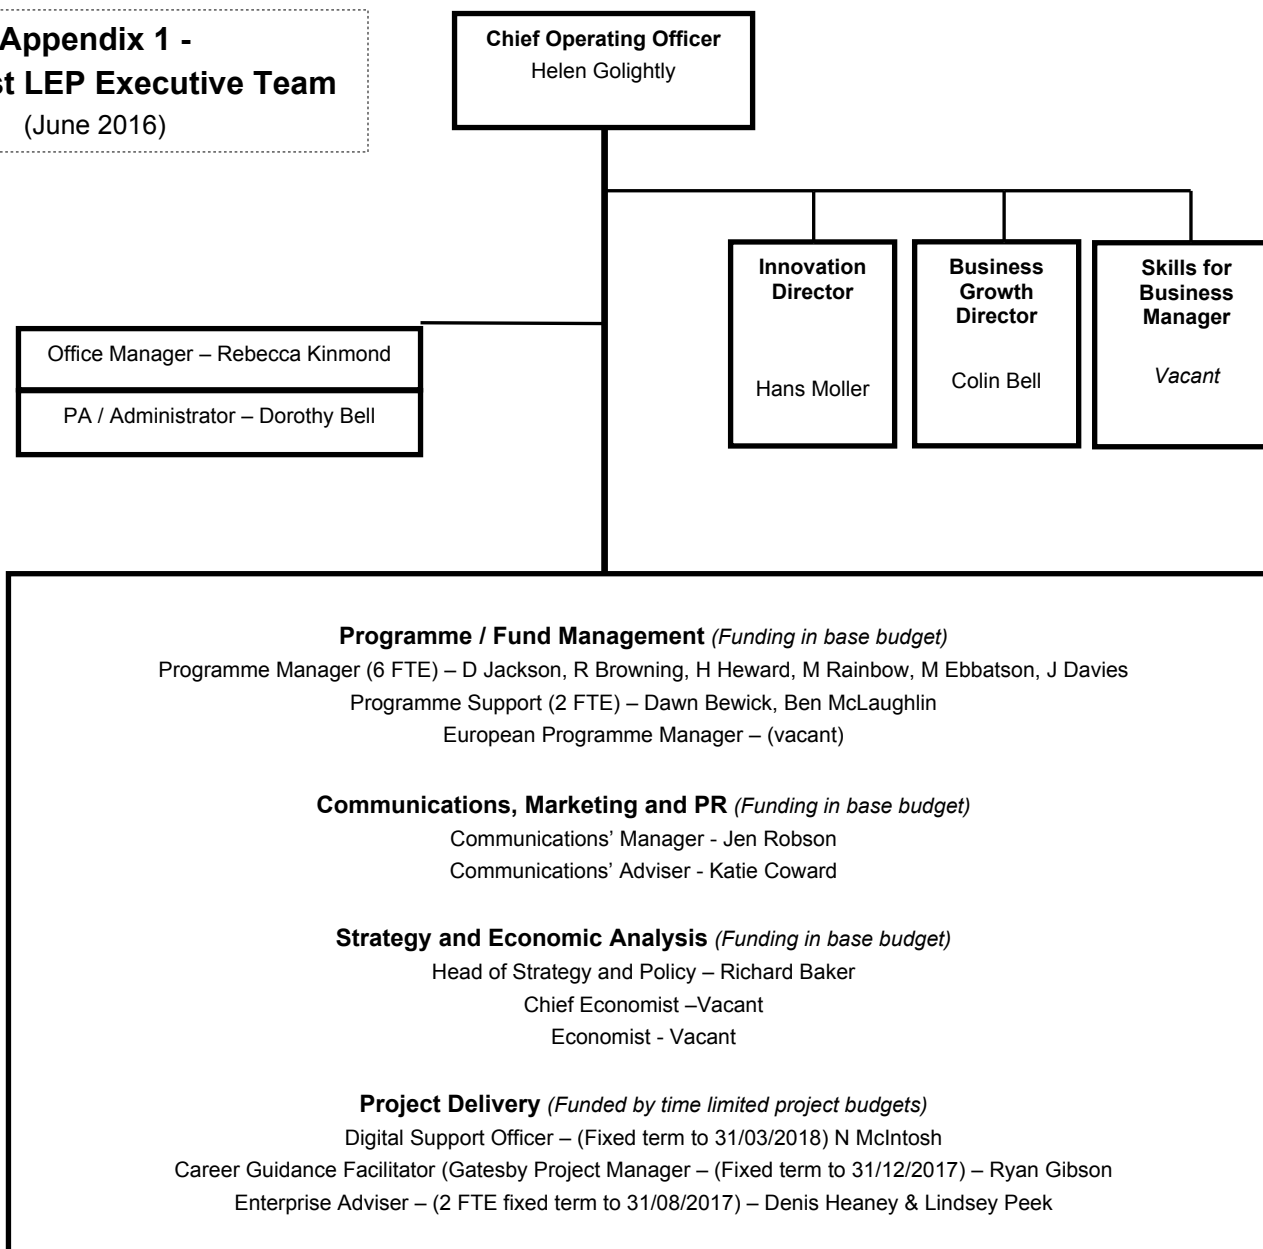 Appendix 1 -
st LEP Executive Team
(June 2016)
Chief Operating Officer
Helen Golightly
Innovation
Director
Hans Moller
Business
Growth
Director
Colin Bell
Skills for
Business
Manager
Vacant
Office Manager – Rebecca Kinmond
PA / Administrator – Dorothy Bell
Programme / Fund Management (Funding in base budget)
Programme Manager (6 FTE) – D Jackson, R Browning, H Heward, M Rainbow, M Ebbatson, J Davies
Programme Support (2 FTE) – Dawn Bewick, Ben McLaughlin
European Programme Manager – (vacant)
Communications, Marketing and PR (Funding in base budget)
Communications’ Manager - Jen Robson
Communications’ Adviser - Katie Coward
Strategy and Economic Analysis (Funding in base budget)
Head of Strategy and Policy – Richard Baker
Chief Economist –Vacant
Economist - Vacant
Project Delivery (Funded by time limited project budgets)
Digital Support Officer – (Fixed term to 31/03/2018) N McIntosh
Career Guidance Facilitator (Gatesby Project Manager – (Fixed term to 31/12/2017) – Ryan Gibson
Enterprise Adviser – (2 FTE fixed term to 31/08/2017) – Denis Heaney & Lindsey Peek